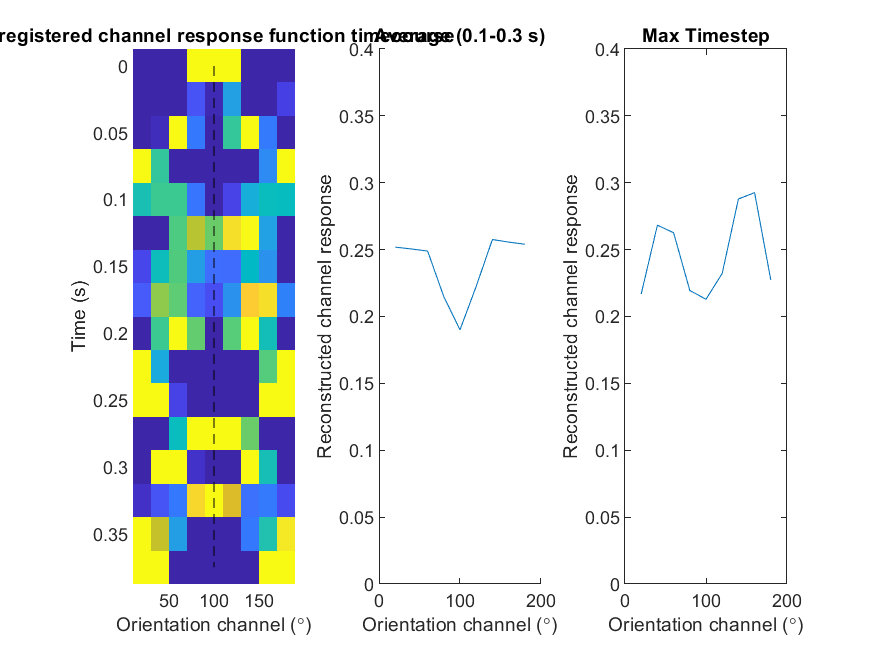 registered channel response function timecourse
Average (0.1-0.3 s)
Max Timestep
Time (s)
0
0.05
0.1
0.15
0.2
0.25
0.3
0.35
50 100 150
Orientation channel (°)
Reconstructed channel response
0.4
0.35
0.3
0.25
0.2
0.15
0.1
0.05
0
0 100 200
Orientation channel (°)
Reconstructed channel response
0.4
0.35
0.3
0.25
0.2
0.15
0.1
0.05
0
0 100 200
Orientation channel (°)